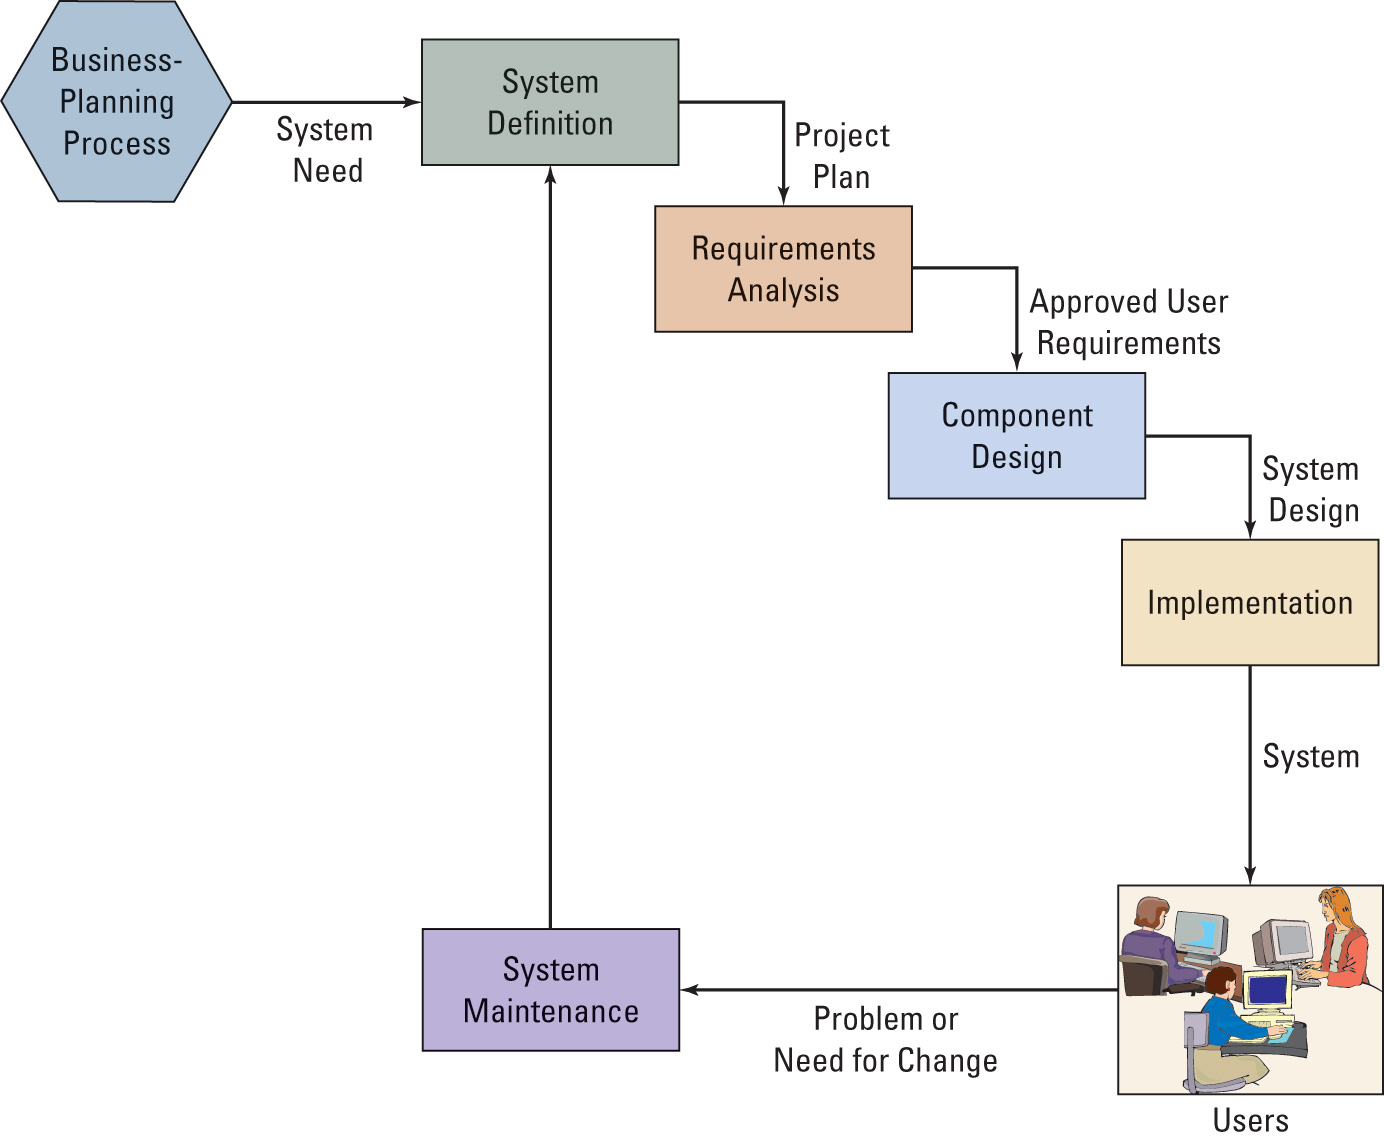 Business-
Planning
Process
System
Need
System
Definition
Project
Plan
Requirements
Analysis
Approved User
Requirements
Component
Design
System
Design
Implementation
System
Users
Problem or
Need for Change
System
Maintenance